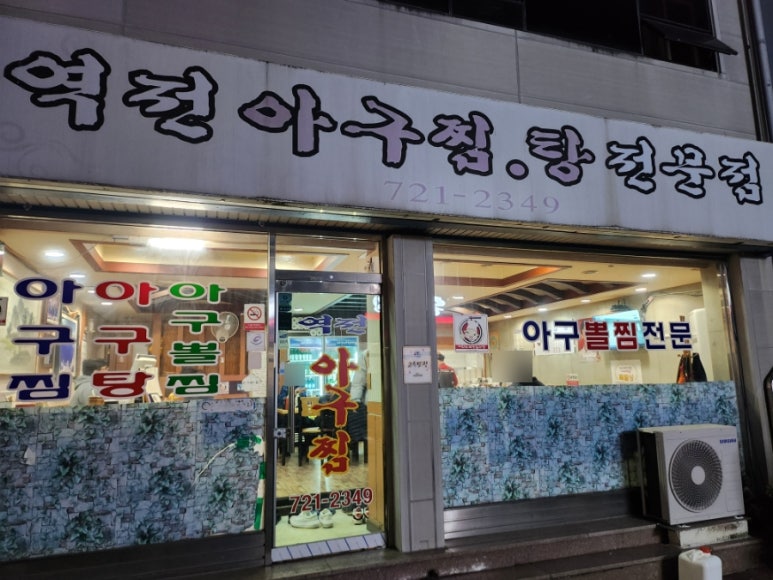 역전아구찜.탕전문점
721-2349
아구찜
아구탕
아구뽈찜
역전
아구찜
721-2349
아구뽈찜전문
SAMSUNG